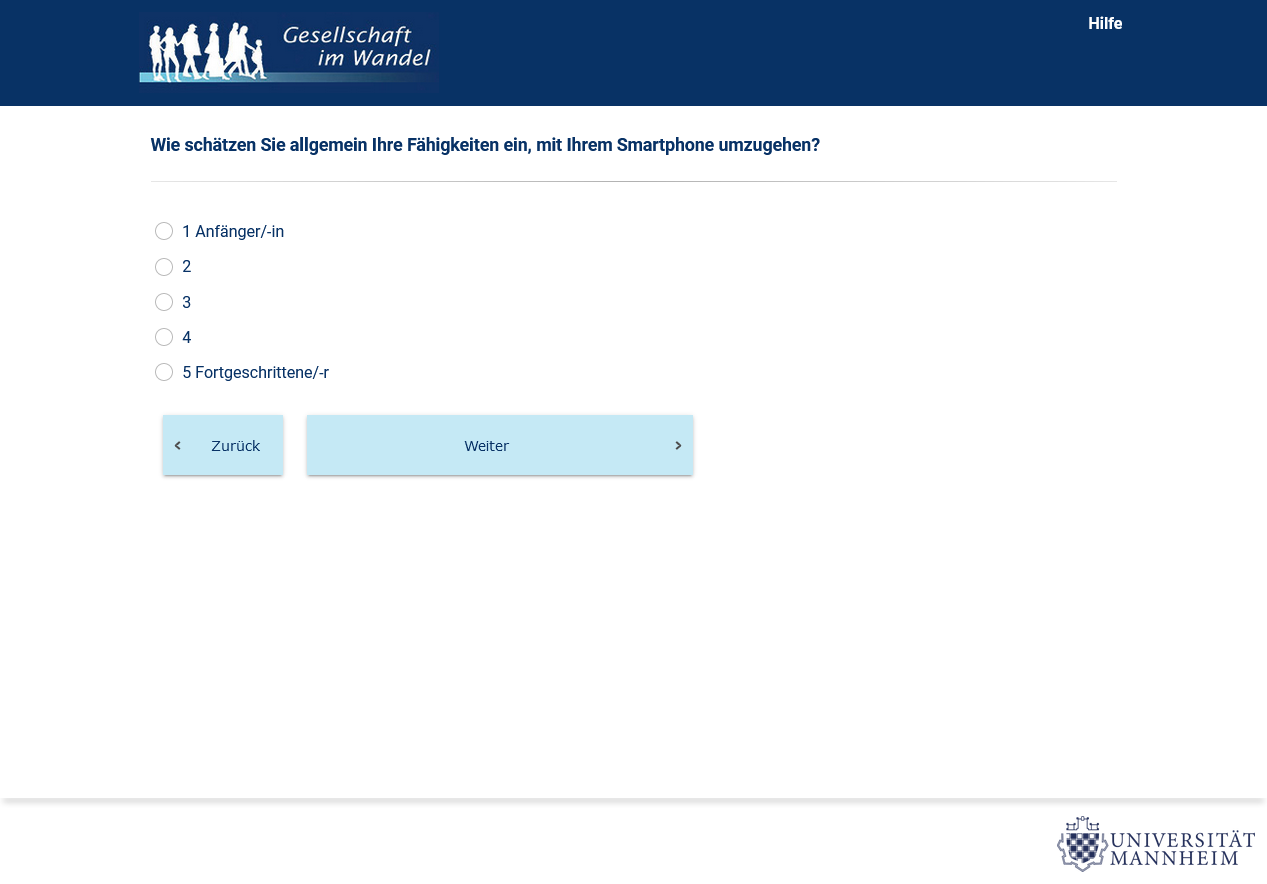 Gesellschaft
im Wandel
Hilfe
Wie schätzen Sie allgemein Ihre Fähigkeiten ein, mit Ihrem Smartphone umzugehen?
1 Anfänger/-in
2
3
4
5 Fortgeschrittene/-r
Zurück
Weiter
UNIVERSITÄT
MANNHEIM